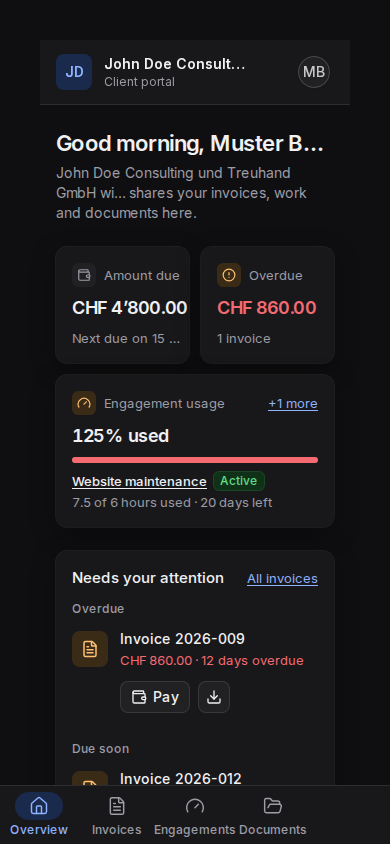 JD
John Doe Consult…
Client portal
MB
Good morning, Muster B…
John Doe Consulting und Treuhand
GmbH wi… shares your invoices, work
and documents here.
Amount due
CHF 4’800.00
Next due on 15 …
Overdue
CHF 860.00
1 invoice
Engagement usage
+1 more
125% used
Website maintenance
Active
7.5 of 6 hours used · 20 days left
Needs your attention
All invoices
Overdue
Invoice 2026-009
CHF 860.00 · 12 days overdue
Pay
Due soon
Invoice 2026-012
Overview
Invoices
Engagements
Documents